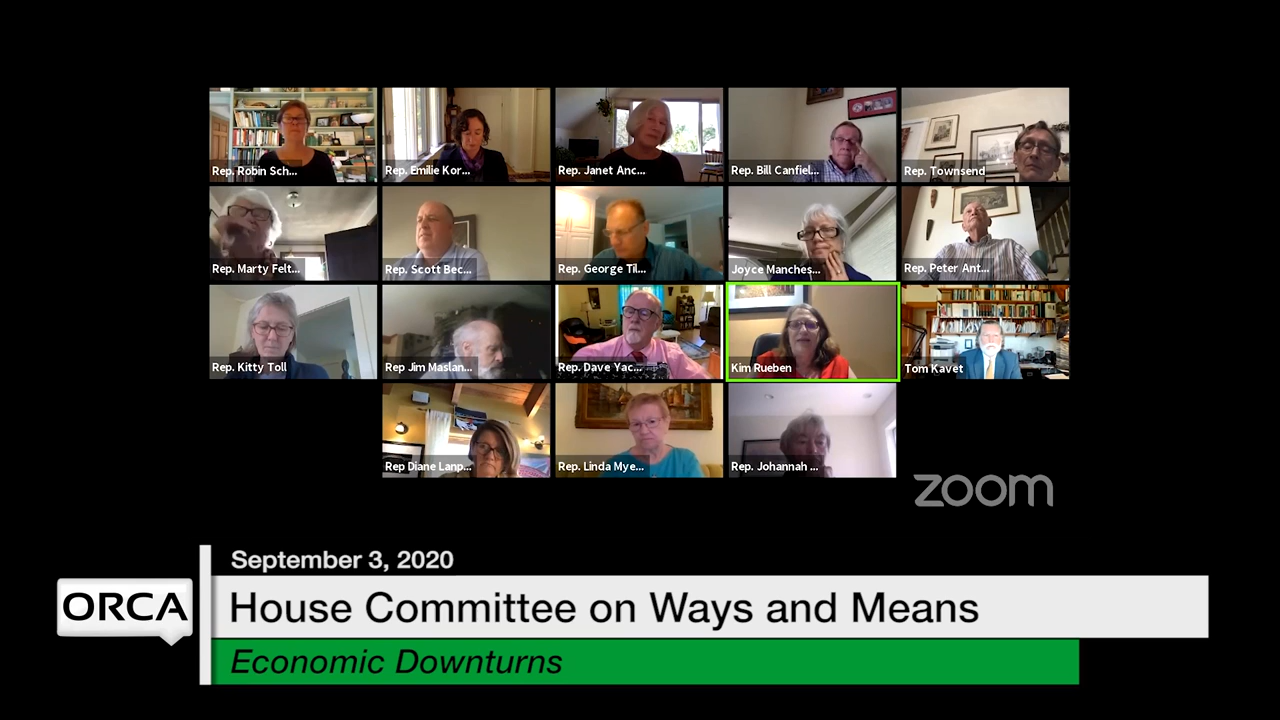 Rep. Robin Sch...
Rep. Emilie Kor...
Rep. Janet Anc...
Rep. Bill Canfiel...
Rep. Townsend
Rep. Marty Felt...
Rep. Scott Bec...
Rep. George Til...
Joyce Manches...
Rep. Peter Ant...
Rep. Kitty Toll
Rep Jim Maslan...
Rep. Dave Yac...
Kim Rueben
Tom Kavet
Rep Diane Lanp...
Rep. Linda Mye...
Rep. Johannah ...
zoom
September 3, 2020
ORCA
House Committee on Ways and Means
Economic Downturns